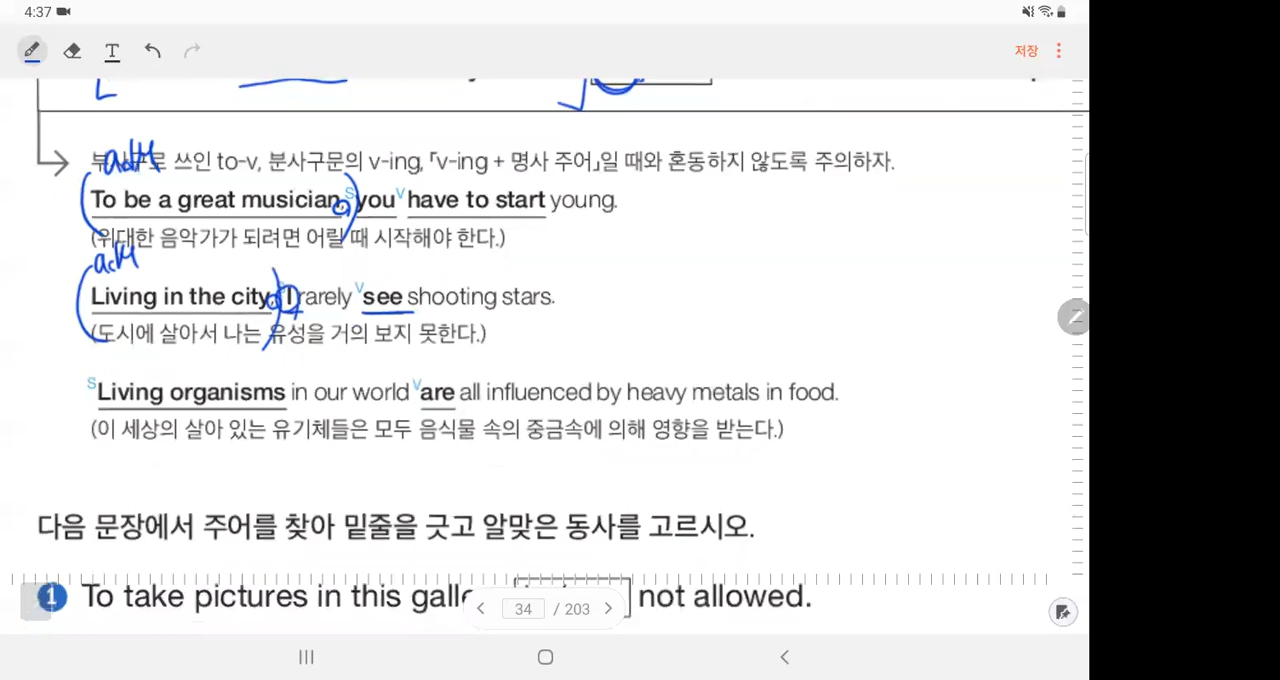 4:37
T
저장
부사구로 쓰인 to-v, 분사구문의 v-ing, 「v-ing + 명사 주어」일 때와 혼동하지 않도록 주의하자.
To be a great musician, S you V have to start young.
(위대한 음악가가 되려면 어릴 때 시작해야 한다.)
Living in the city, I rarely V see shooting stars.
(도시에 살아서 나는 유성을 거의 보지 못한다.)
S Living organisms in our world V are all influenced by heavy metals in food.
(이 세상의 살아 있는 유기체들은 모두 음식물 속의 중금속에 의해 영향을 받는다.)
다음 문장에서 주어를 찾아 밑줄을 긋고 알맞은 동사를 고르시오.
1 To take pictures in this not allowed.
34 / 203